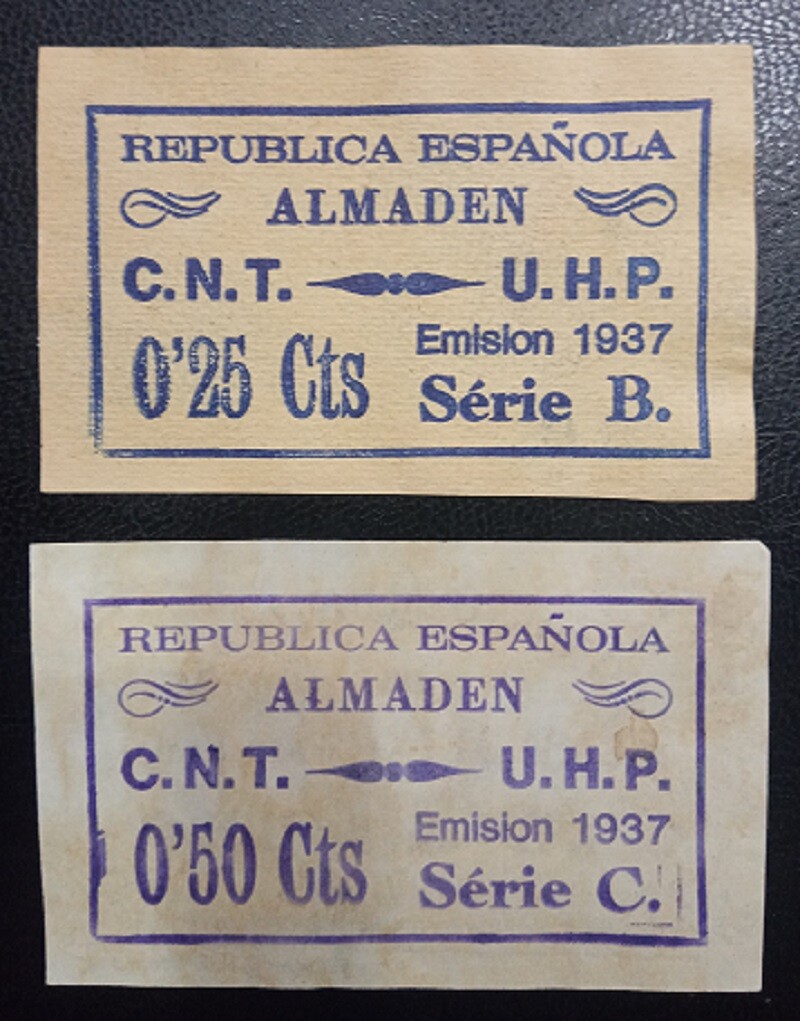 REPUBLICA ESPAÑOLA
ALMADEN
C.N.T. U.H.P.
0'25 Cts
Emision 1937
Série B.
REPUBLICA ESPAÑOLA
ALMADEN
C.N.T. U.H.P.
0'50 Cts
Emision 1937
Série C.